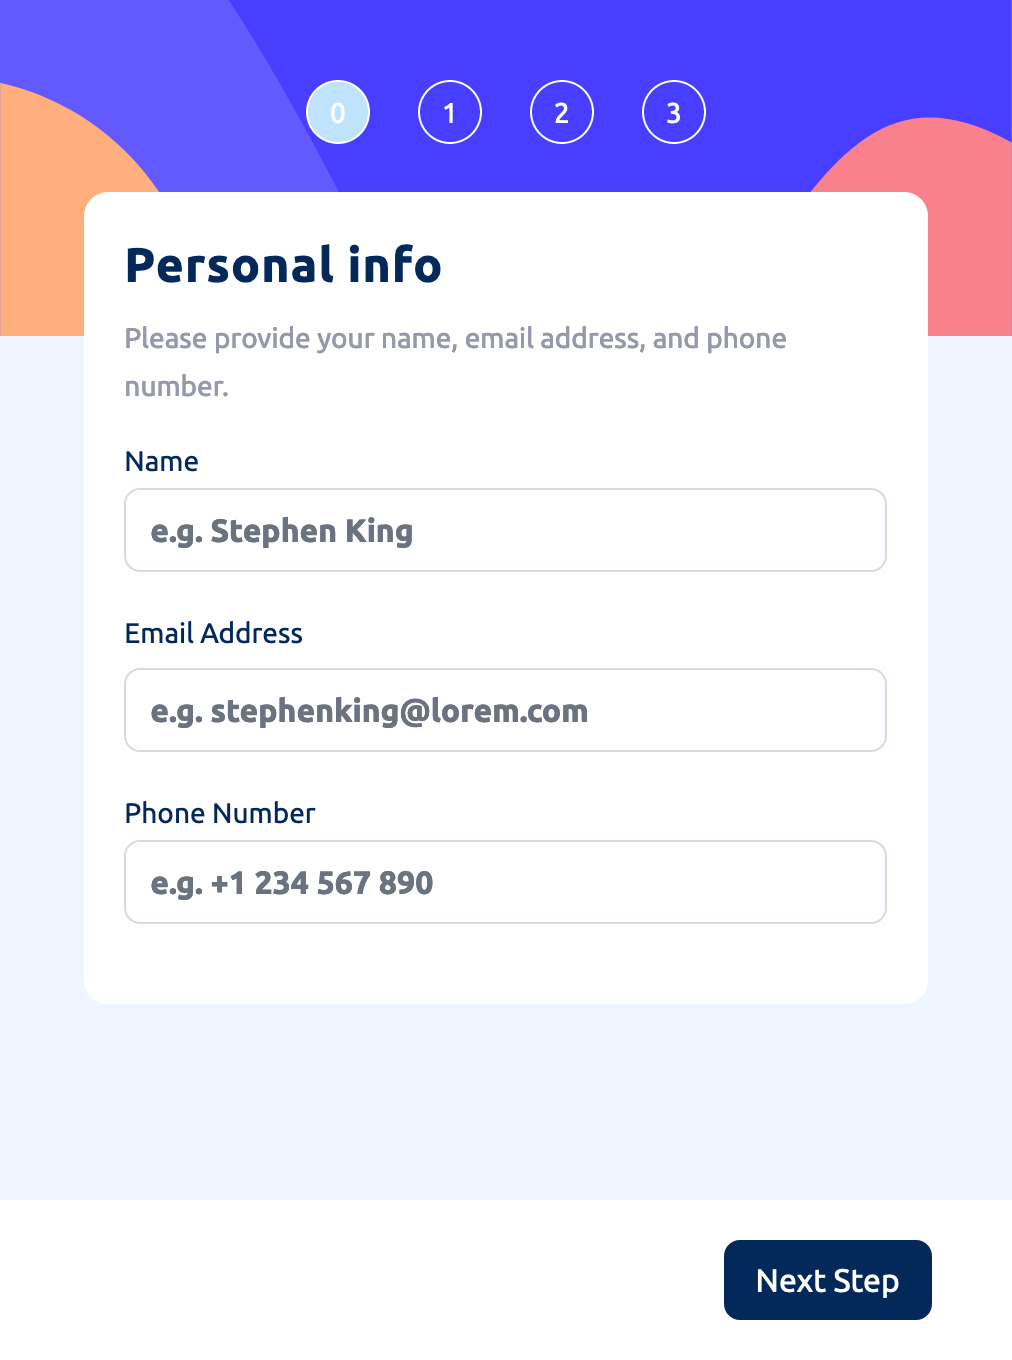 0 1 2 3
Personal info
Please provide your name, email address, and phone
number.
Name
e.g. Stephen King
Email Address
e.g. stephenking@lorem.com
Phone Number
e.g. +1 234 567 890
Next Step